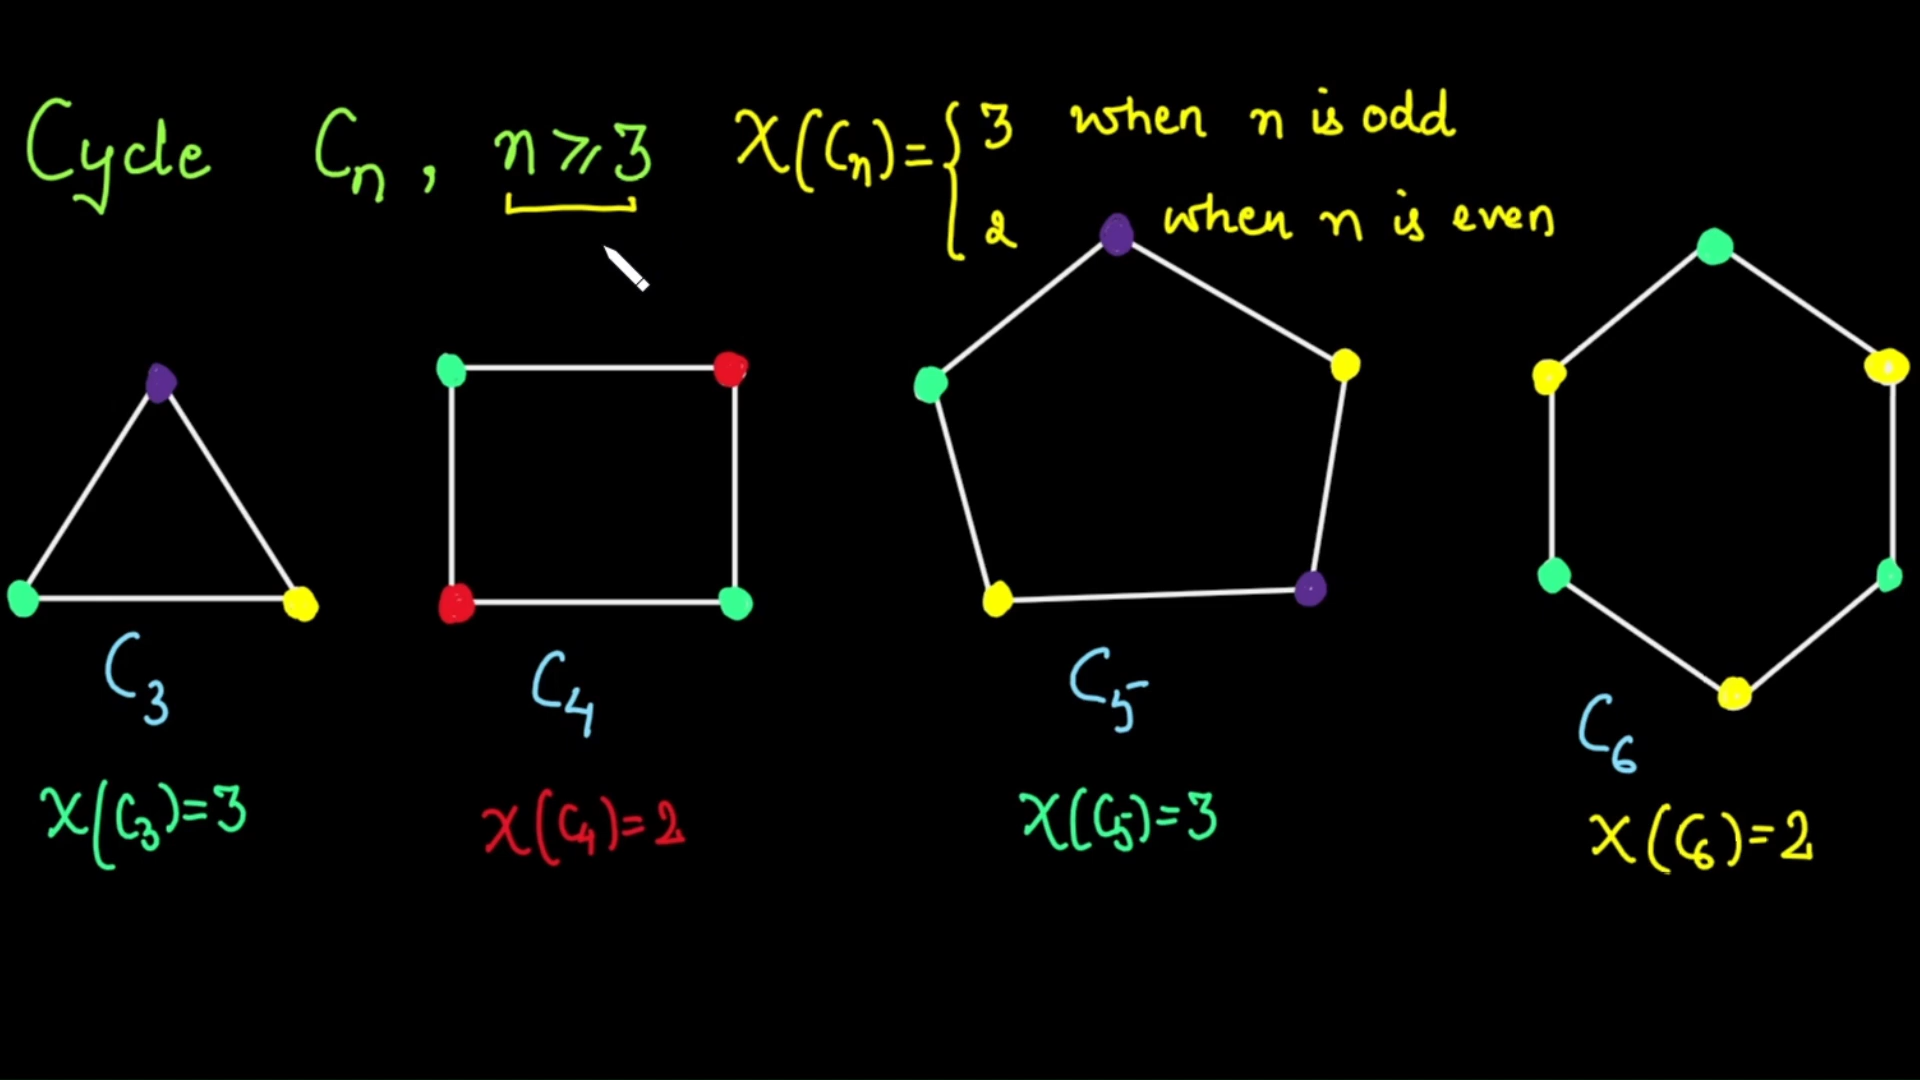 Cycle Cn, n ≥ 3 χ(Cn) = { 3 when n is odd
2 when n is even
C3 C4 C5 C6
χ(C3)=3 χ(C4)=2 χ(C5)=3 χ(C6)=2